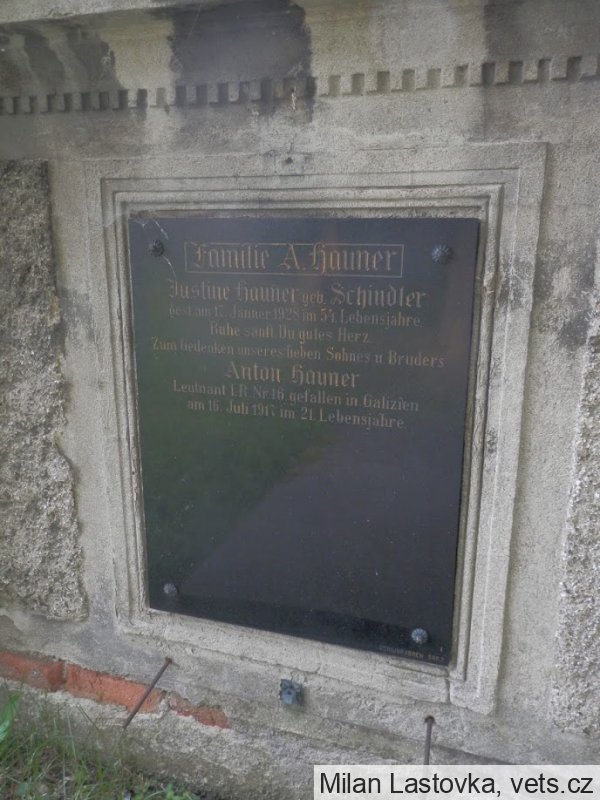 Familie A. Hauner
Justine Hauner geb. Schindler
gest. am 17. Jänner 1928 im 54. Lebensjahre.
Ruhe sanft, Du gutes Herz.
Zum Gedenken unseres lieben Sohnes u. Bruders
Anton Hauner
Leutnant I.R. Nr. 16, gefallen in Galizien
am 16. Juli 1917 im 21. Lebensjahre.
Milan Lastovka, vets.cz